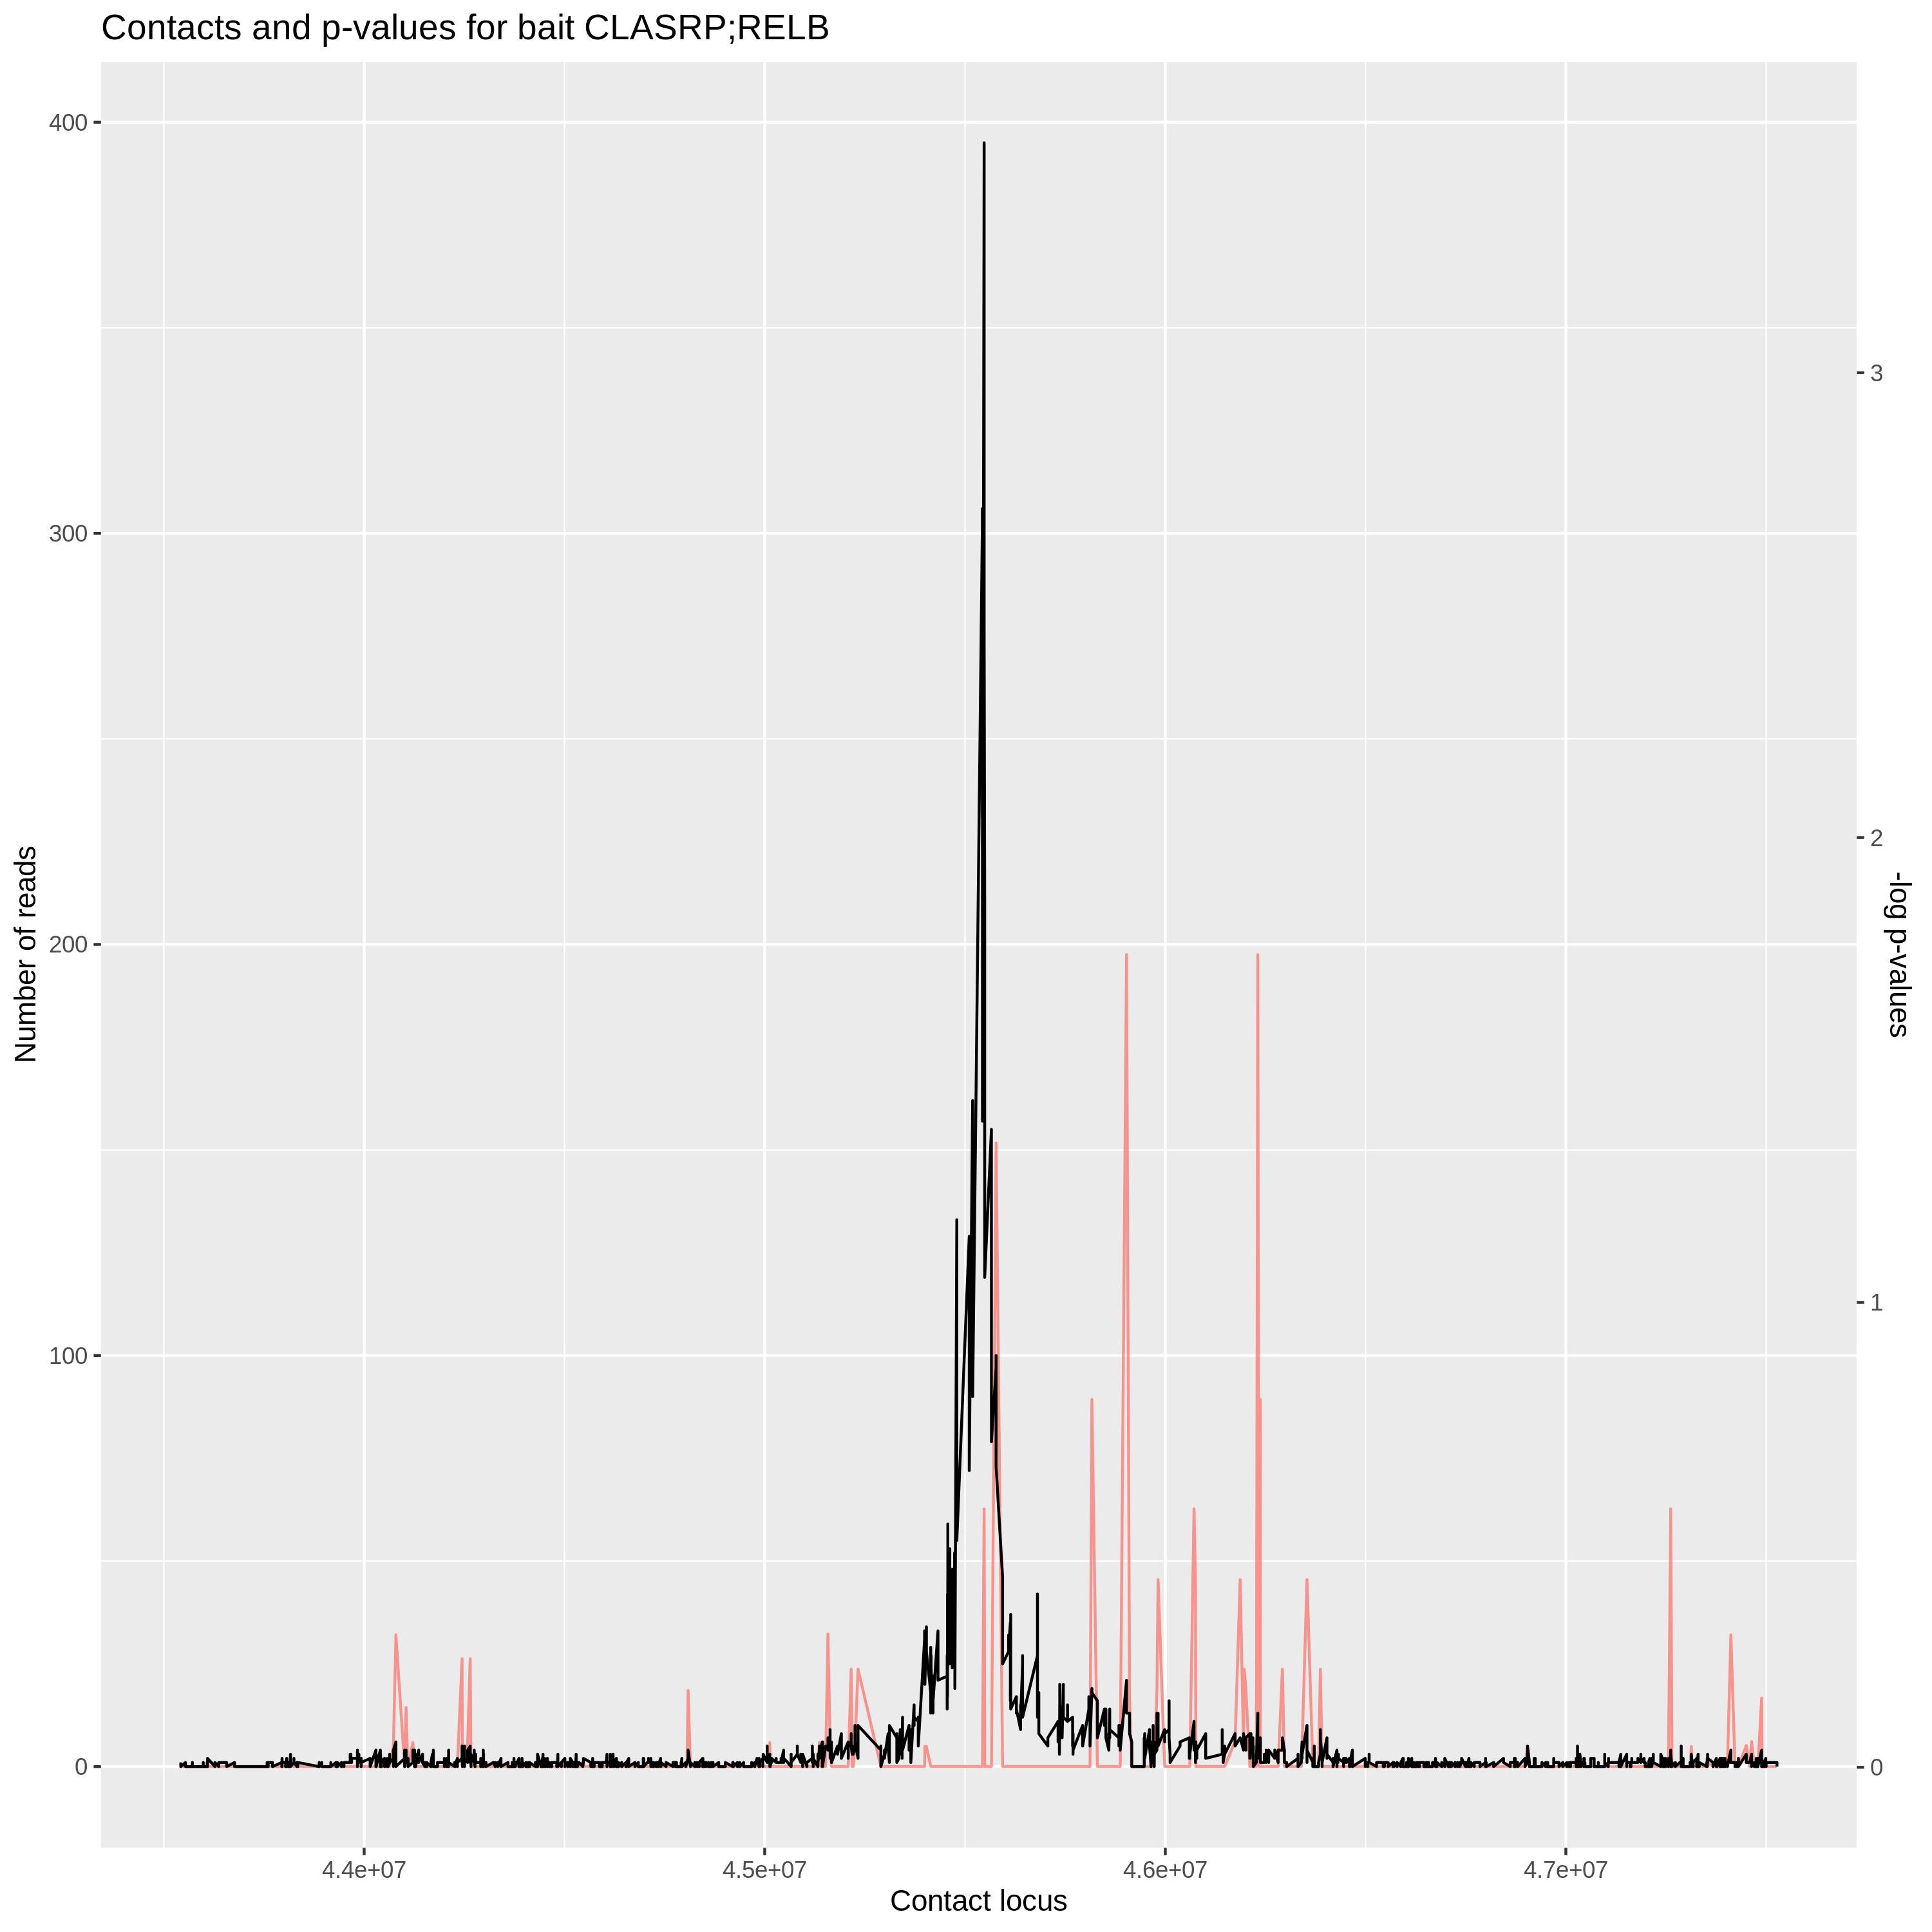 Contacts and p-values for bait CLASRP;RELB
400
300
200
100
0
Number of reads
3
2
1
0
-log p-values
4.4e+07
4.5e+07
4.6e+07
4.7e+07
Contact locus